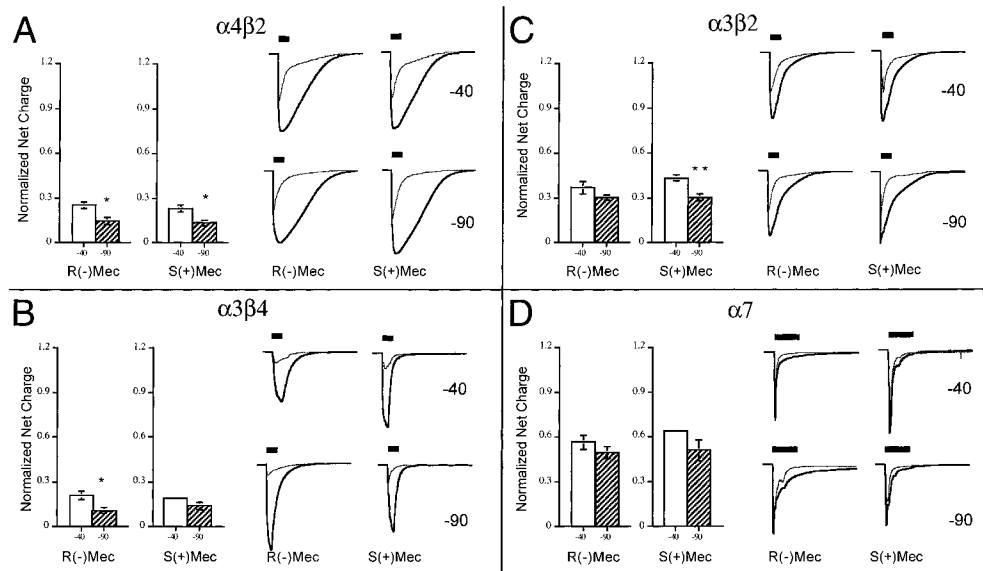 A
α4β2
Normalized Net Charge
1.2
0.9
0.6
0.3
0
-40
-90
*
R(-)Mec
1.2
0.9
0.6
0.3
0
-40
-90
*
S(+)Mec
-40
-90
R(-)Mec
S(+)Mec
C
α3β2
Normalized Net Charge
1.2
0.9
0.6
0.3
0
-40
-90
R(-)Mec
1.2
0.9
0.6
0.3
0
-40
-90
* *
S(+)Mec
-40
-90
R(-)Mec
S(+)Mec
B
α3β4
Normalized Net Charge
1.2
0.9
0.6
0.3
0
-40
-90
*
R(-)Mec
1.2
0.9
0.6
0.3
0
-40
-90
S(+)Mec
-40
-90
R(-)Mec
S(+)Mec
D
α7
Normalized Net Charge
1.2
0.9
0.6
0.3
0
-40
-90
R(-)Mec
1.2
0.9
0.6
0.3
0
-40
-90
S(+)Mec
-40
-90
R(-)Mec
S(+)Mec